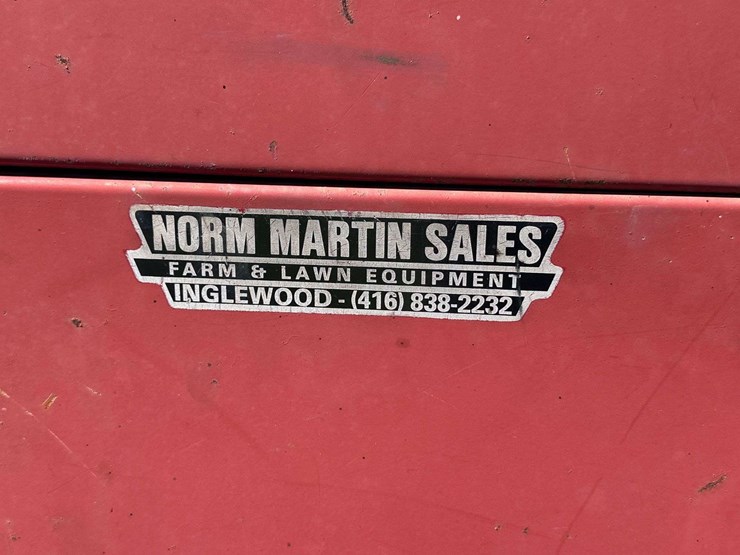 NORM MARTIN SALES
FARM & LAWN EQUIPMENT
INGLEWOOD - (416) 838-2232